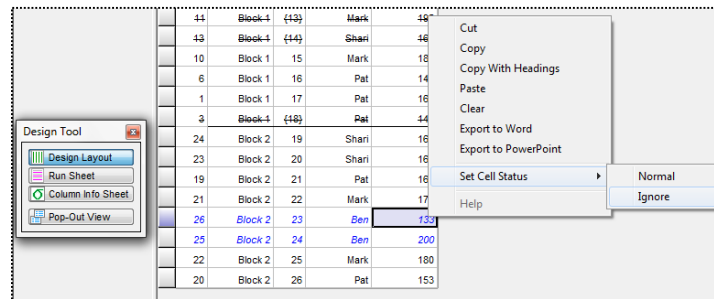 11 Block 1 {13} Mark 19
13 Block 1 {14} Shari 16
10 Block 1 15 Mark 18
6 Block 1 16 Pat 14
1 Block 1 17 Pat 16
3 Block 1 {18} Pat 14
24 Block 2 19 Shari 16
23 Block 2 20 Shari 16
19 Block 2 21 Pat 16
21 Block 2 22 Mark 17
26 Block 2 23 Ben 133
25 Block 2 24 Ben 200
22 Block 2 25 Mark 180
20 Block 2 26 Pat 153
Design Tool
Design Layout
Run Sheet
Column Info Sheet
Pop-Out View
Cut
Copy
Copy With Headings
Paste
Clear
Export to Word
Export to PowerPoint
Set Cell Status
Help
Normal
Ignore